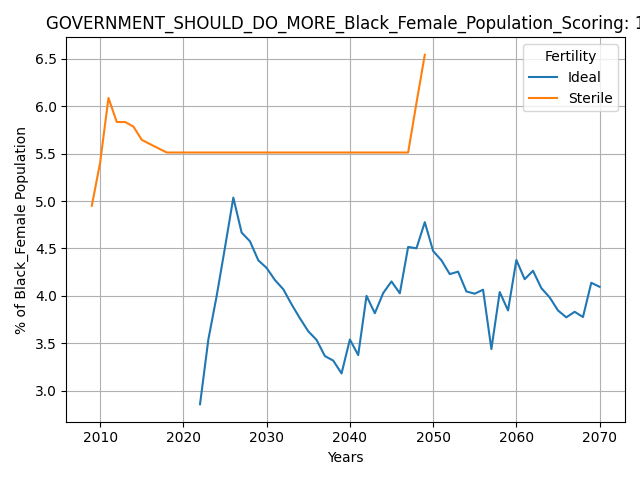 GOVERNMENT_SHOULD_DO_MORE_Black_Female_Population_Scoring: 1
Fertility
Ideal
Sterile
6.5
6.0
5.5
5.0
4.5
4.0
3.5
3.0
% of Black_Female Population
2010
2020
2030
2040
2050
2060
2070
Years